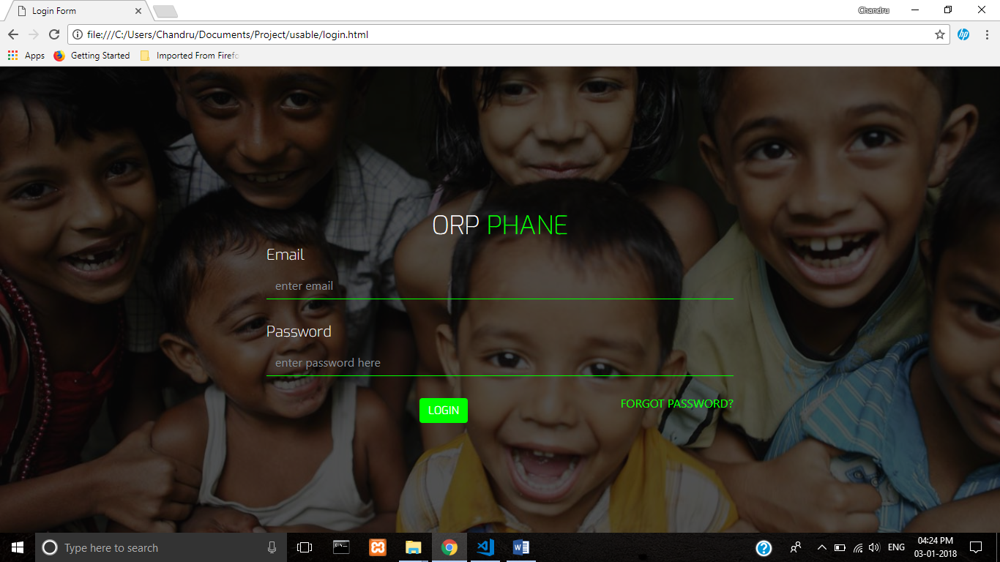 Login Form
Chandru
file:///C:/Users/Chandru/Documents/Project/usable/login.html
Apps
Getting Started
Imported From Firefo
ORP PHANE
Email
enter email
Password
enter password here
LOGIN
FORGOT PASSWORD?
Type here to search
ENG
04:24 PM
03-01-2018